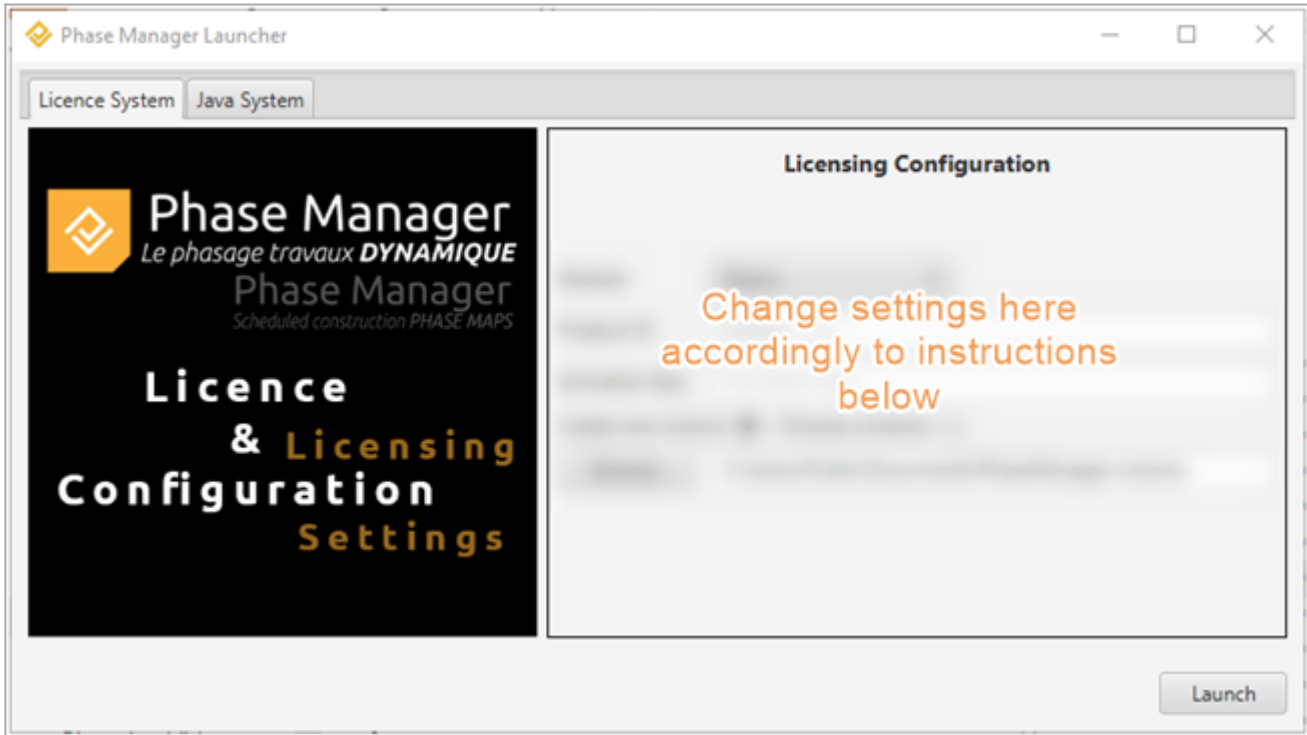 Phase Manager Launcher
Licence System Java System
Phase Manager
Le phasage travaux DYNAMIQUE
Phase Manager
Scheduled construction PHASE MAPS
Licence
& Licensing
Configuration
Settings
Licensing Configuration
Change settings here
accordingly to instructions
below
Launch